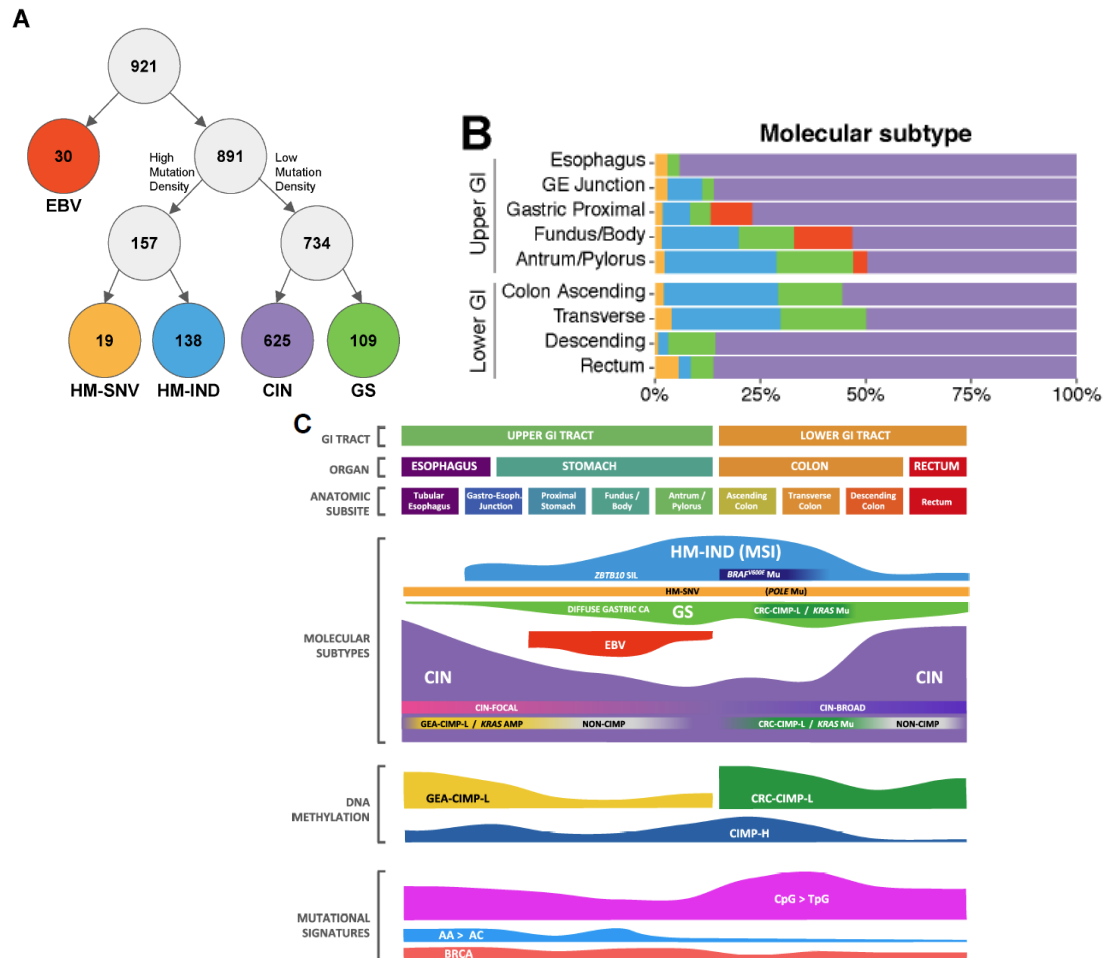 A
921
30
EBV
High
Mutation
Density
891
Low
Mutation
Density
157
734
19
138
625
109
HM-SNV
HM-IND
CIN
GS
B
Molecular subtype
Upper GI
Esophagus
GE Junction
Gastric Proximal
Fundus/Body
Antrum/Pylorus
Lower GI
Colon Ascending
Transverse
Descending
Rectum
0%
25%
50%
75%
100%
C
GI TRACT
UPPER GI TRACT
LOWER GI TRACT
ORGAN
ESOPHAGUS
STOMACH
COLON
RECTUM
ANATOMIC
SUBSITE
Tubular
Esophagus
Gastro-Esoph.
Junction
Proximal
Stomach
Fundus /
Body
Antrum /
Pylorus
Ascending
Colon
Transverse
Colon
Descending
Colon
Rectum
MOLECULAR
SUBTYPES
HM-IND (MSI)
ZBTB10 SIL
BRAFV600E Mu
HM-SNV
(POLE Mu)
DIFFUSE GASTRIC CA
GS
CRC-CIMP-L / KRAS Mu
EBV
CIN
CIN
CIN-FOCAL
CIN-BROAD
GEA-CIMP-L / KRAS AMP
NON-CIMP
CRC-CIMP-L / KRAS Mu
NON-CIMP
DNA
METHYLATION
GEA-CIMP-L
CRC-CIMP-L
CIMP-H
MUTATIONAL
SIGNATURES
CpG > TpG
AA > AC
BRCA